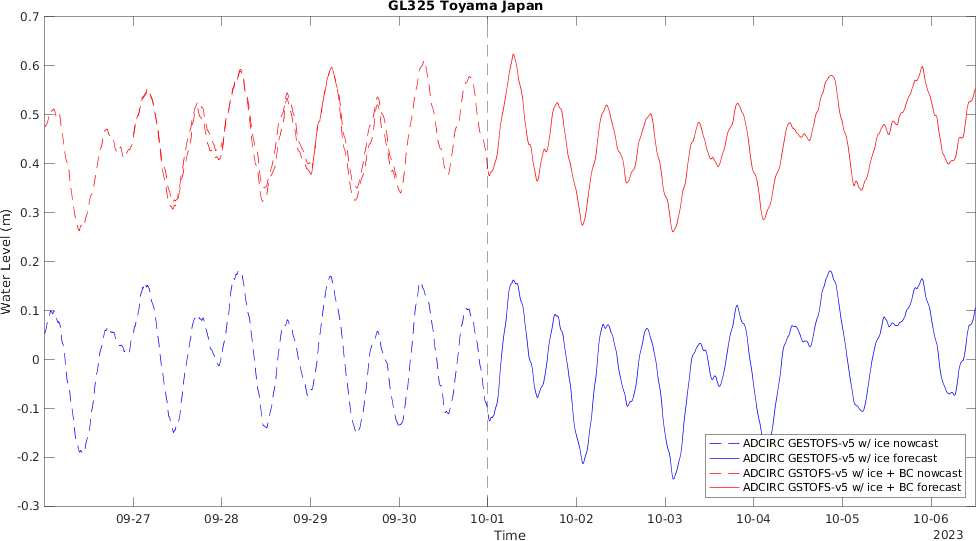 GL325 Toyama Japan
0.7
0.6
0.5
0.4
0.3
0.2
0.1
0
-0.1
-0.2
-0.3
Water Level (m)
ADCIRC GESTOFS-v5 w/ ice nowcast
ADCIRC GESTOFS-v5 w/ ice forecast
ADCIRC GSTOFS-v5 w/ ice + BC nowcast
ADCIRC GSTOFS-v5 w/ ice + BC forecast
09-27 09-28 09-29 09-30 10-01 10-02 10-03 10-04 10-05 10-06
Time
2023